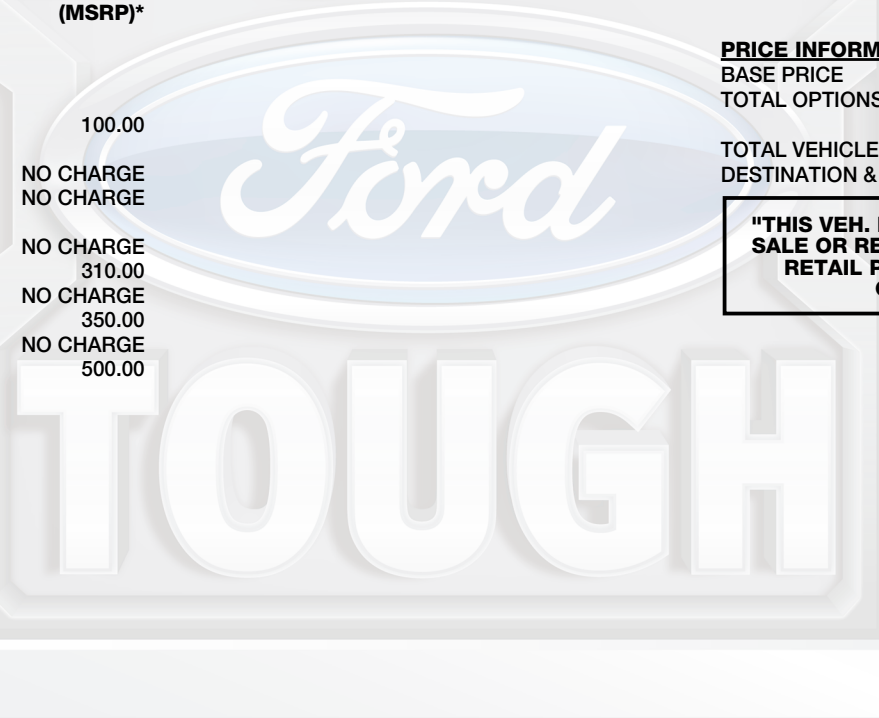 (MSRP)*
100.00
NO CHARGE
NO CHARGE
NO CHARGE
310.00
NO CHARGE
350.00
NO CHARGE
500.00
PRICE INFORM
BASE PRICE
TOTAL OPTIONS
TOTAL VEHICLE
DESTINATION &
"THIS VEH.
SALE OR RE
RETAIL P
Ford
TOUGH